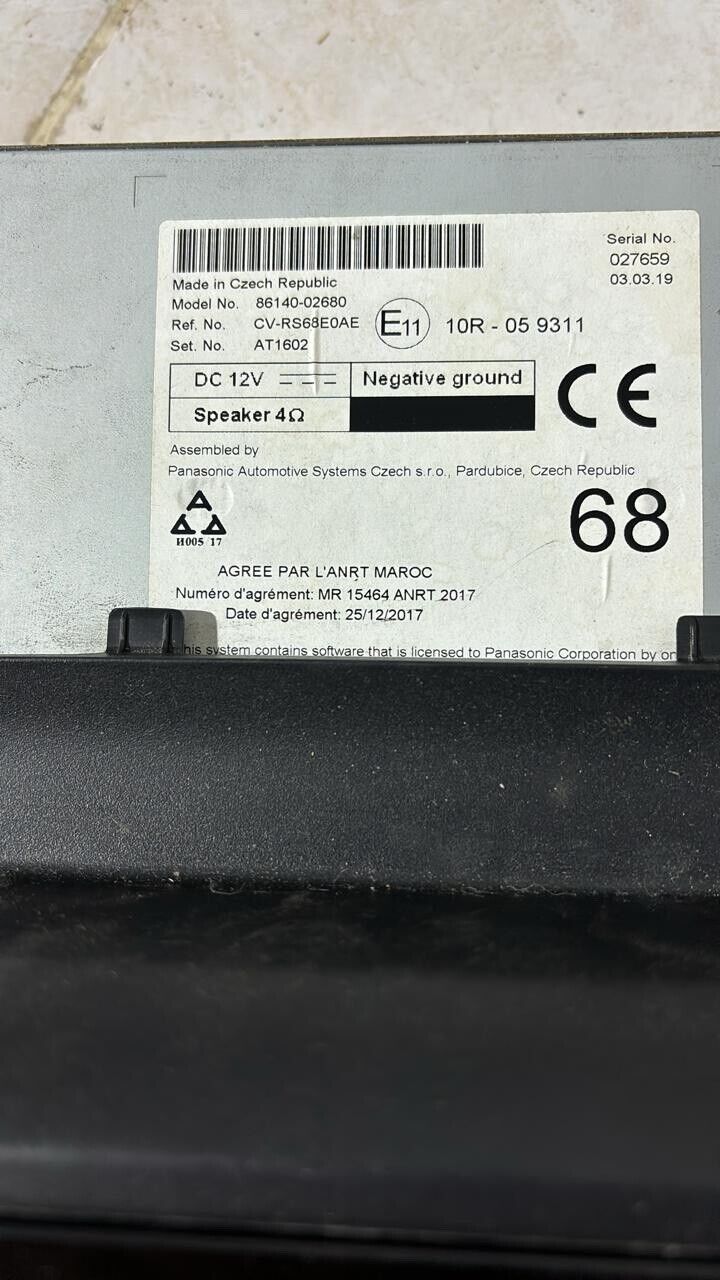 Serial No.
027659
03.03.19
Made in Czech Republic
Model No. 86140-02680
Ref. No. CV-RS68E0AE
Set. No. AT1602
E11 10R - 05 9311
DC 12V
Negative ground
Speaker 4Ω
CE
Assembled by
Panasonic Automotive Systems Czech s.r.o., Pardubice, Czech Republic
68
И005 17
AGREE PAR L'ANRT MAROC
Numéro d'agrément: MR 15464 ANRT 2017
Date d'agrément: 25/12/2017
his system contains software that is licensed to Panasonic Corporation by